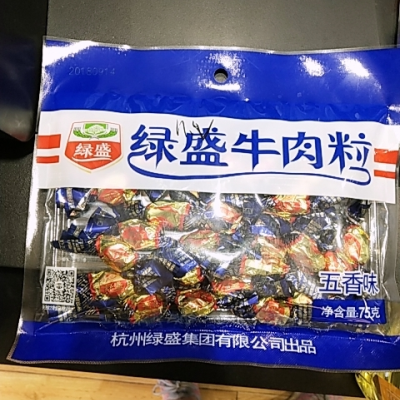 20180914
绿盛
绿盛牛肉粒
五香味
净含量:75克
杭州绿盛集团有限公司出品